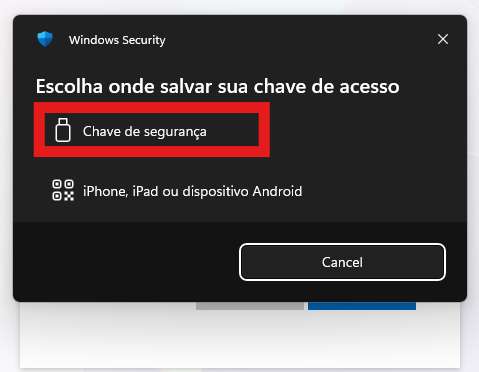 Windows Security
Escolha onde salvar sua chave de acesso
Chave de segurança
iPhone, iPad ou dispositivo Android
Cancel